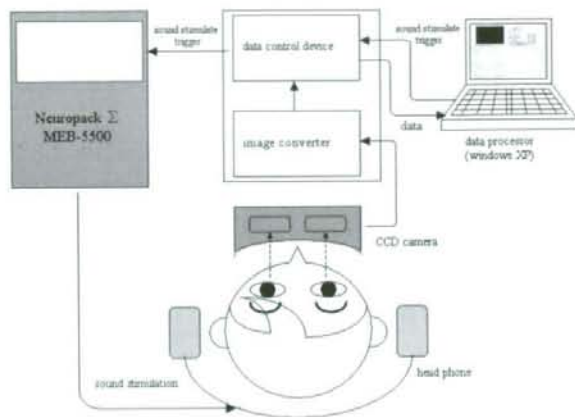 sound stimulate
trigger
data control device
sound stimulate
trigger
Neuropack Σ
MEB-5500
image converter
data
data processor
(windows XP)
CCD camera
sound stimulation
head phone